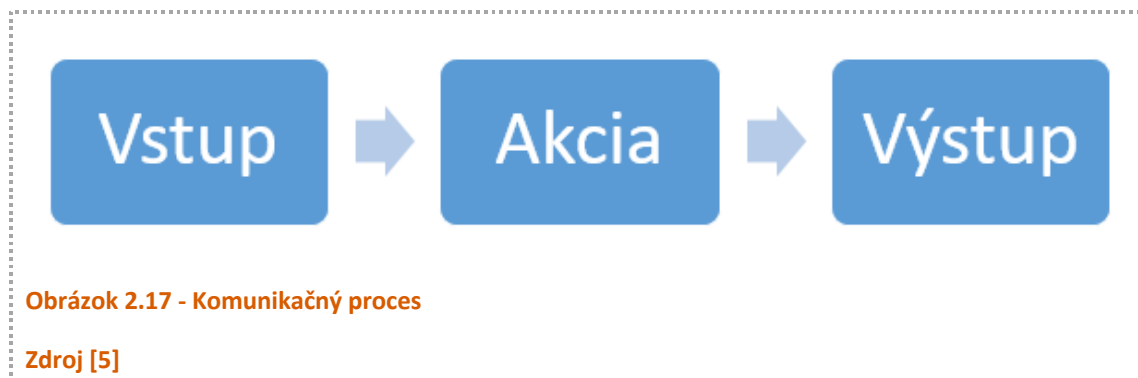 Vstup Akcia Výstup
Obrázok 2.17 - Komunikačný proces
Zdroj [5]